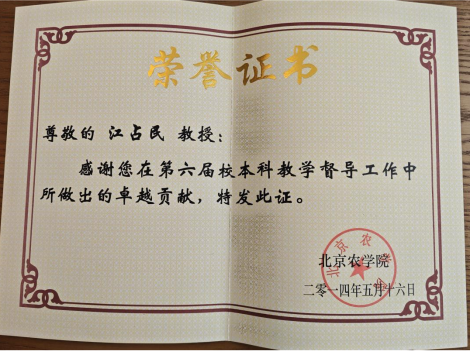 荣誉证书
尊敬的 江占民 教授：
感谢您在第六届校本科教学督导工作中
所做出的卓越贡献，特发此证。
北京农学院
二零一四年五月十六日